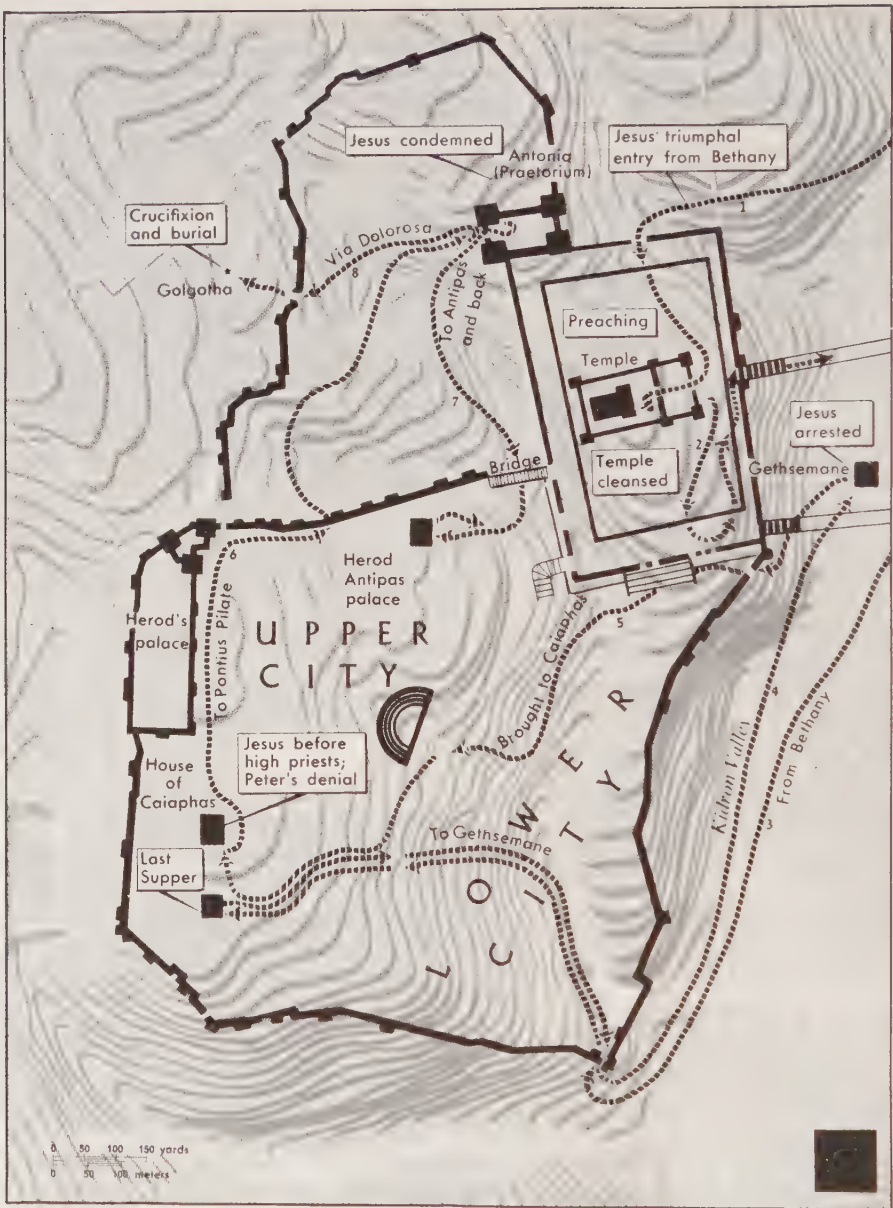 Jesus condemned
Antonia
(Praetorium)
Jesus' triumphal
entry from Bethany
1
Crucifixion
and burial
Via Dolorosa
8
Golgotha
To Antipas
and back
7
Preaching
Temple
2
Temple
cleansed
Jesus
arrested
Gethsemane
Bridge
6
Herod
Antipas
palace
Herod's
palace
To Pontius Pilate
UPPER
CITY
Brought to Caiaphas
5
LOWER
CITY
4
Kidron Valley
From Bethany
3
House
of
Caiaphas
Jesus before
high priests;
Peter's denial
To Gethsemane
Last
Supper
0 50 100 150 yards
0 50 100 meters